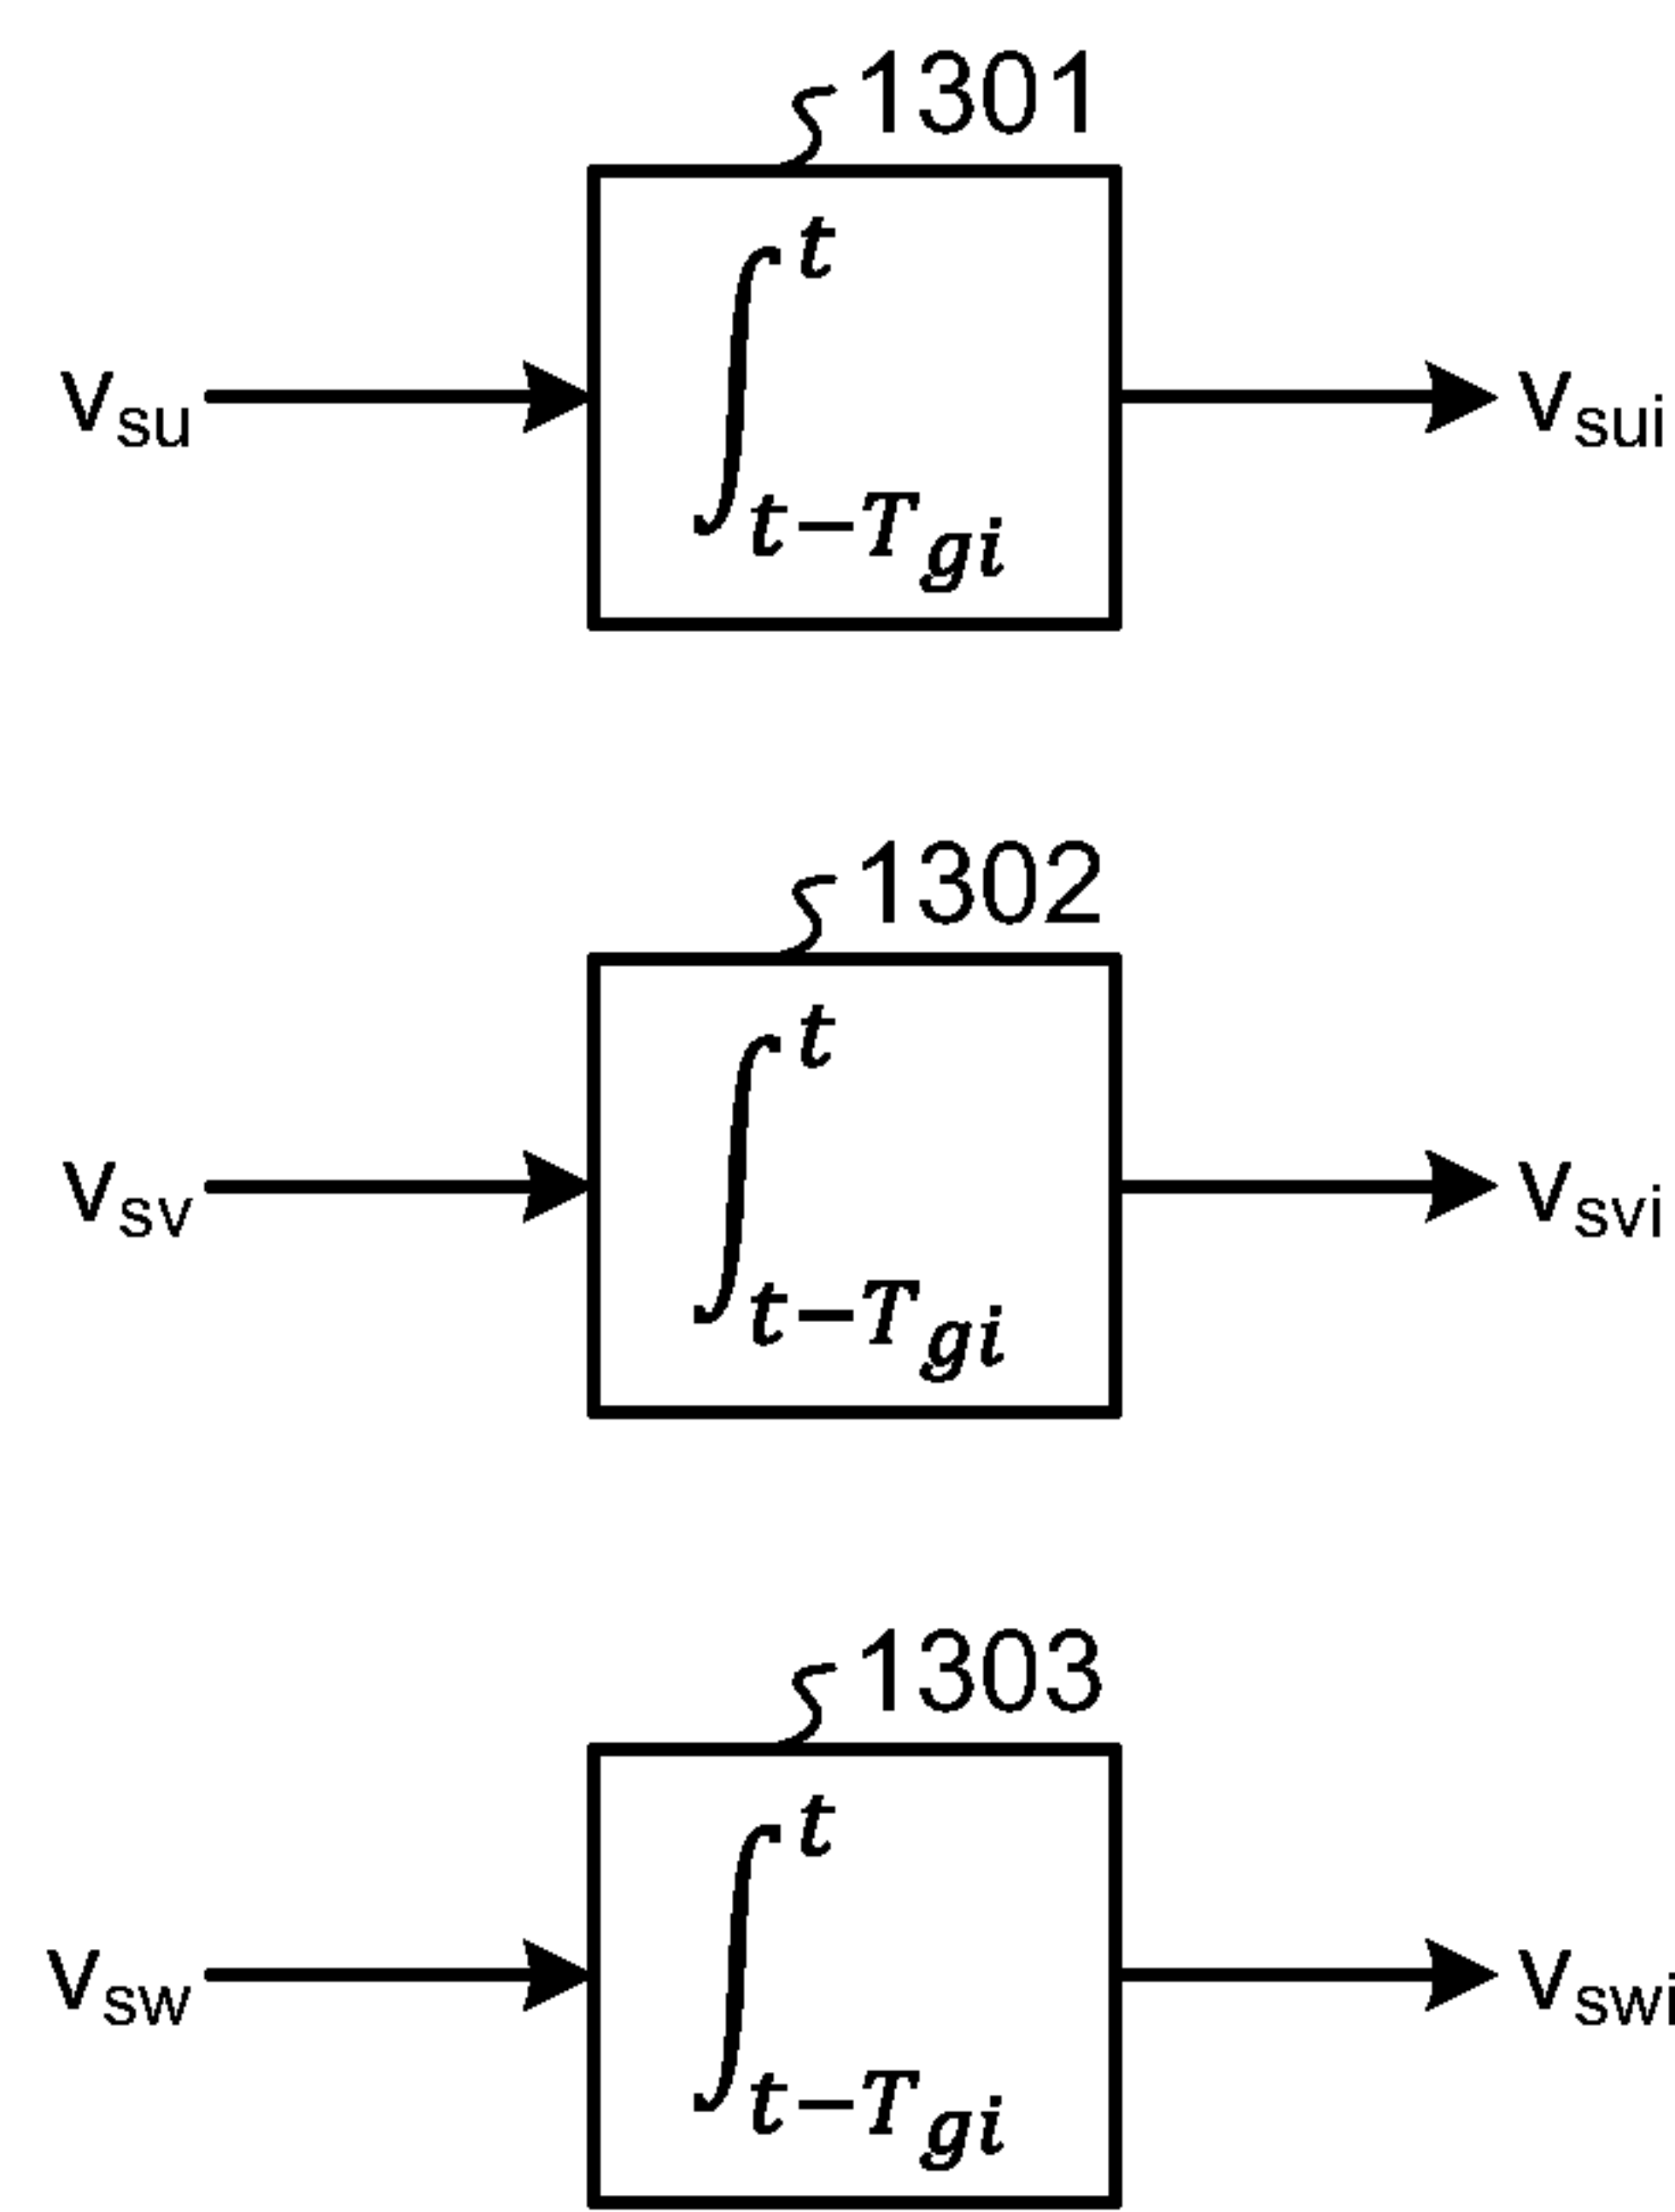 1301
∫ₜ₋T_gi^t
v_su
v_sui
1302
∫ₜ₋T_gi^t
v_sv
v_svi
1303
∫ₜ₋T_gi^t
v_sw
v_swi